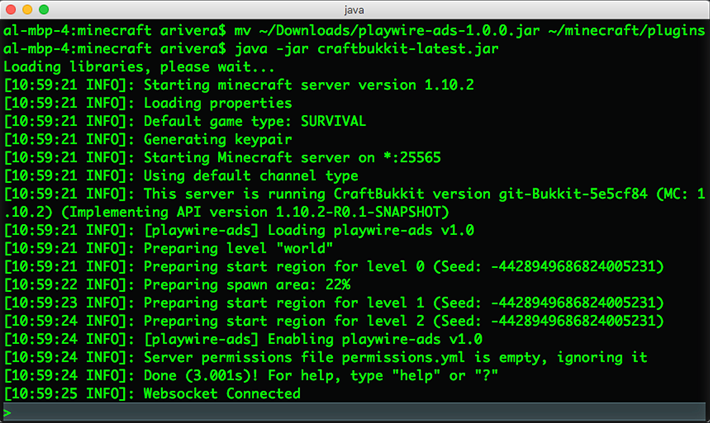 java
al-mbp-4:minecraft arivera$ mv ~/Downloads/playwire-ads-1.0.0.jar ~/minecraft/plugins
al-mbp-4:minecraft arivera$ java -jar craftbukkit-latest.jar
Loading libraries, please wait...
[10:59:21 INFO]: Starting minecraft server version 1.10.2
[10:59:21 INFO]: Loading properties
[10:59:21 INFO]: Default game type: SURVIVAL
[10:59:21 INFO]: Generating keypair
[10:59:21 INFO]: Starting Minecraft server on *:25565
[10:59:21 INFO]: Using default channel type
[10:59:21 INFO]: This server is running CraftBukkit version git-Bukkit-5e5cf84 (MC: 1
.10.2) (Implementing API version 1.10.2-R0.1-SNAPSHOT)
[10:59:21 INFO]: [playwire-ads] Loading playwire-ads v1.0
[10:59:21 INFO]: Preparing level "world"
[10:59:21 INFO]: Preparing start region for level 0 (Seed: -4428949686824005231)
[10:59:22 INFO]: Preparing spawn area: 22%
[10:59:23 INFO]: Preparing start region for level 1 (Seed: -4428949686824005231)
[10:59:24 INFO]: Preparing start region for level 2 (Seed: -4428949686824005231)
[10:59:24 INFO]: [playwire-ads] Enabling playwire-ads v1.0
[10:59:24 INFO]: Server permissions file permissions.yml is empty, ignoring it
[10:59:24 INFO]: Done (3.001s)! For help, type "help" or "?"
[10:59:25 INFO]: Websocket Connected
>